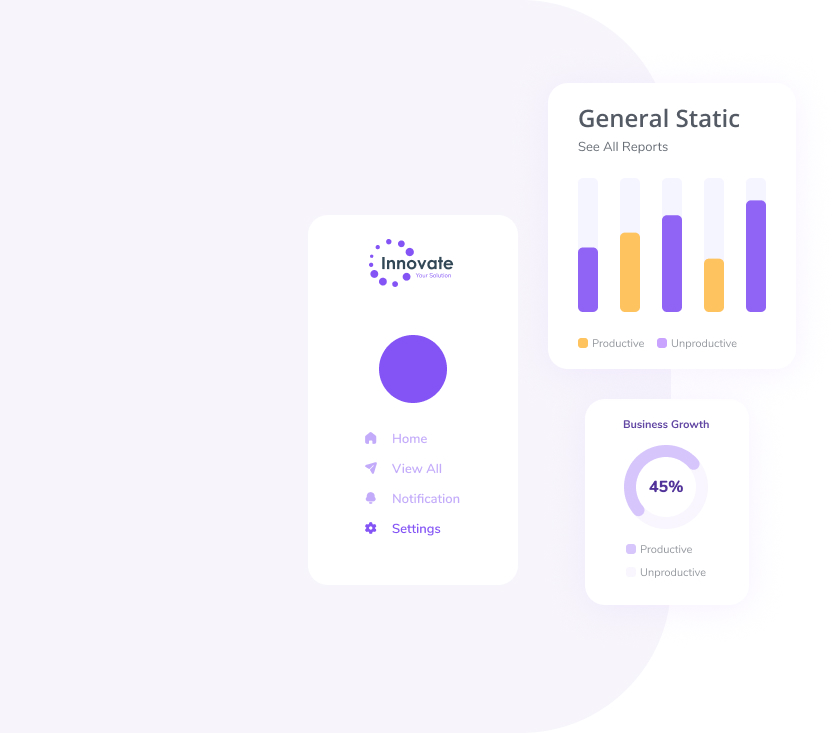 General Static
See All Reports
Productive Unproductive
Innovate
Your Solution
Home
View All
Notification
Settings
Business Growth
45%
Productive
Unproductive